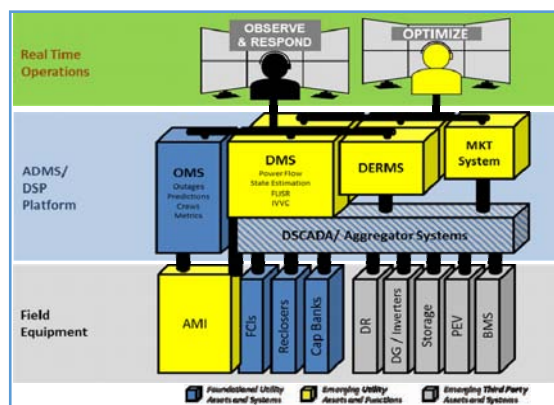 OBSERVE
& RESPOND
OPTIMIZE
Real Time
Operations
ADMS/
DSP
Platform
OMS
Outages
Predictions
Crews
Metrics
DMS
Power Flow
State Estimation
FLISR
IVVC
DERMS
MKT
System
DSCADA/ Aggregator Systems
Field
Equipment
AMI
FCIs
Reclosers
Cap Banks
DR
DG / Inverters
Storage
PEV
BMS
Foundational Utility
Assets and Systems
Emerging Utility
Assets and Functions
Emerging Third Party
Assets and Systems